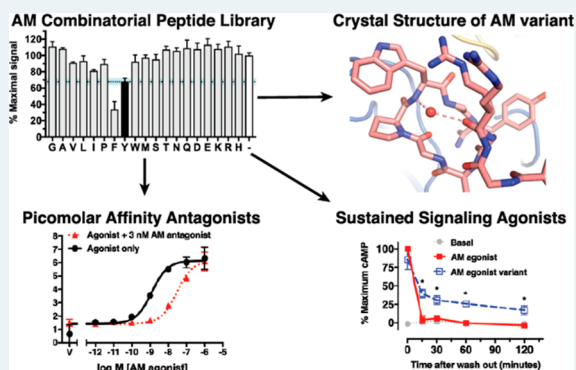 AM Combinatorial Peptide Library
Crystal Structure of AM variant
% Maximal signal
120
100
80
60
40
20
0
G A V L I P F Y W M S T N Q D E K R H -
Picomolar Affinity Antagonists
Agonist + 3 nM AM antagonist
Agonist only
8
7
6
5
4
3
2
1
0
V -12 -11 -10 -9 -8 -7 -6 -5
log M [AM agonist]
Sustained Signaling Agonists
Basal
AM agonist
AM agonist variant
% Maximum cAMP
100
75
50
25
0
* * * *
0 30 60 90 120
Time after wash out (minutes)